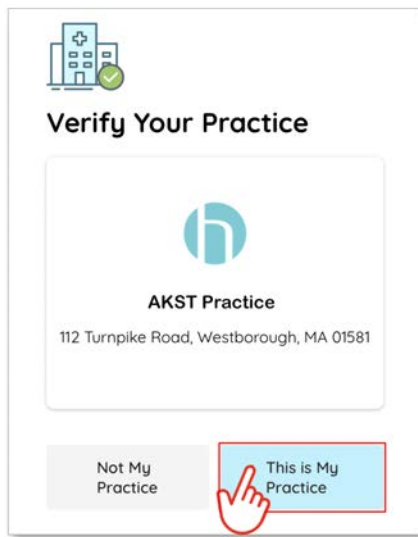 Verify Your Practice
AKST Practice
112 Turnpike Road, Westborough, MA 01581
Not My
Practice
This is My
Practice